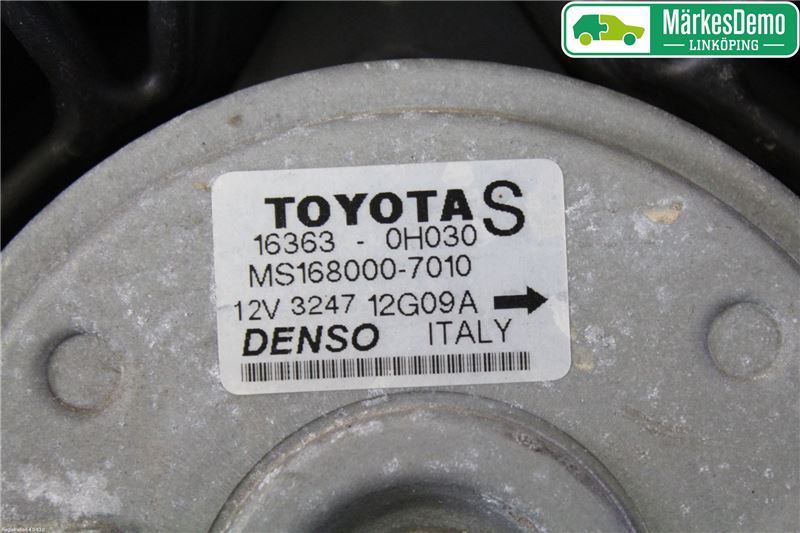 MärkesDemo
LINKÖPING
TOYOTA S
16363 - 0H030
MS168000-7010
12V 3247 12G09A
DENSO ITALY